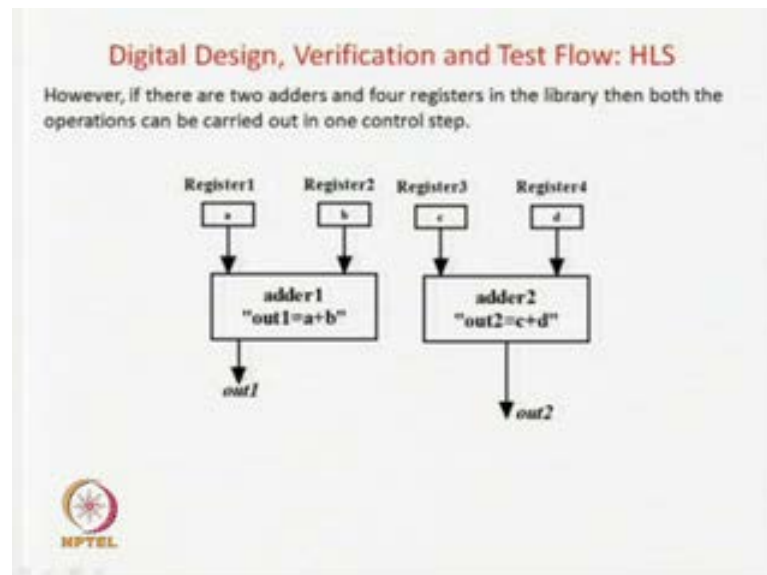 Digital Design, Verification and Test Flow: HLS
However, if there are two adders and four registers in the library then both the
operations can be carried out in one control step.
Register1 Register2 Register3 Register4
a b c d
adder1
"out1=a+b"
adder2
"out2=c+d"
out1
out2
NPTEL